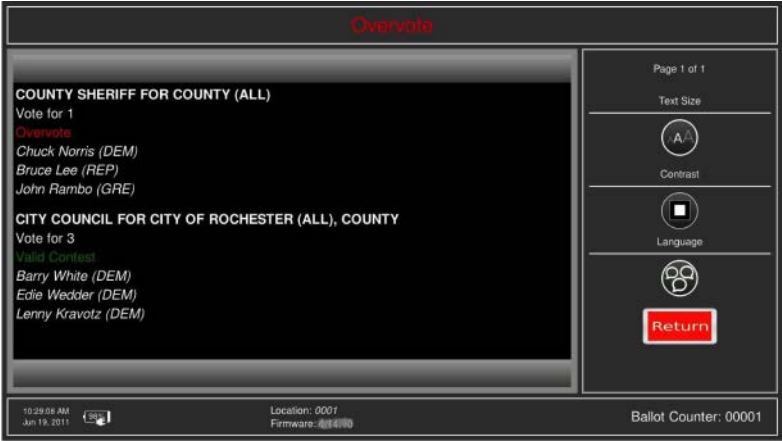 Overvote
COUNTY SHERIFF FOR COUNTY (ALL)
Vote for 1
Overvote
Chuck Norris (DEM)
Bruce Lee (REP)
John Rambo (GRE)
CITY COUNCIL FOR CITY OF ROCHESTER (ALL), COUNTY
Vote for 3
Valid Contest
Barry White (DEM)
Edie Wedder (DEM)
Lenny Kravotz (DEM)
Page 1 of 1
Text Size
AAA
Contrast
Language
Return
10:29:06 AM
Jun 19, 2011
98%
Location: 0001
Firmware:
Ballot Counter: 00001